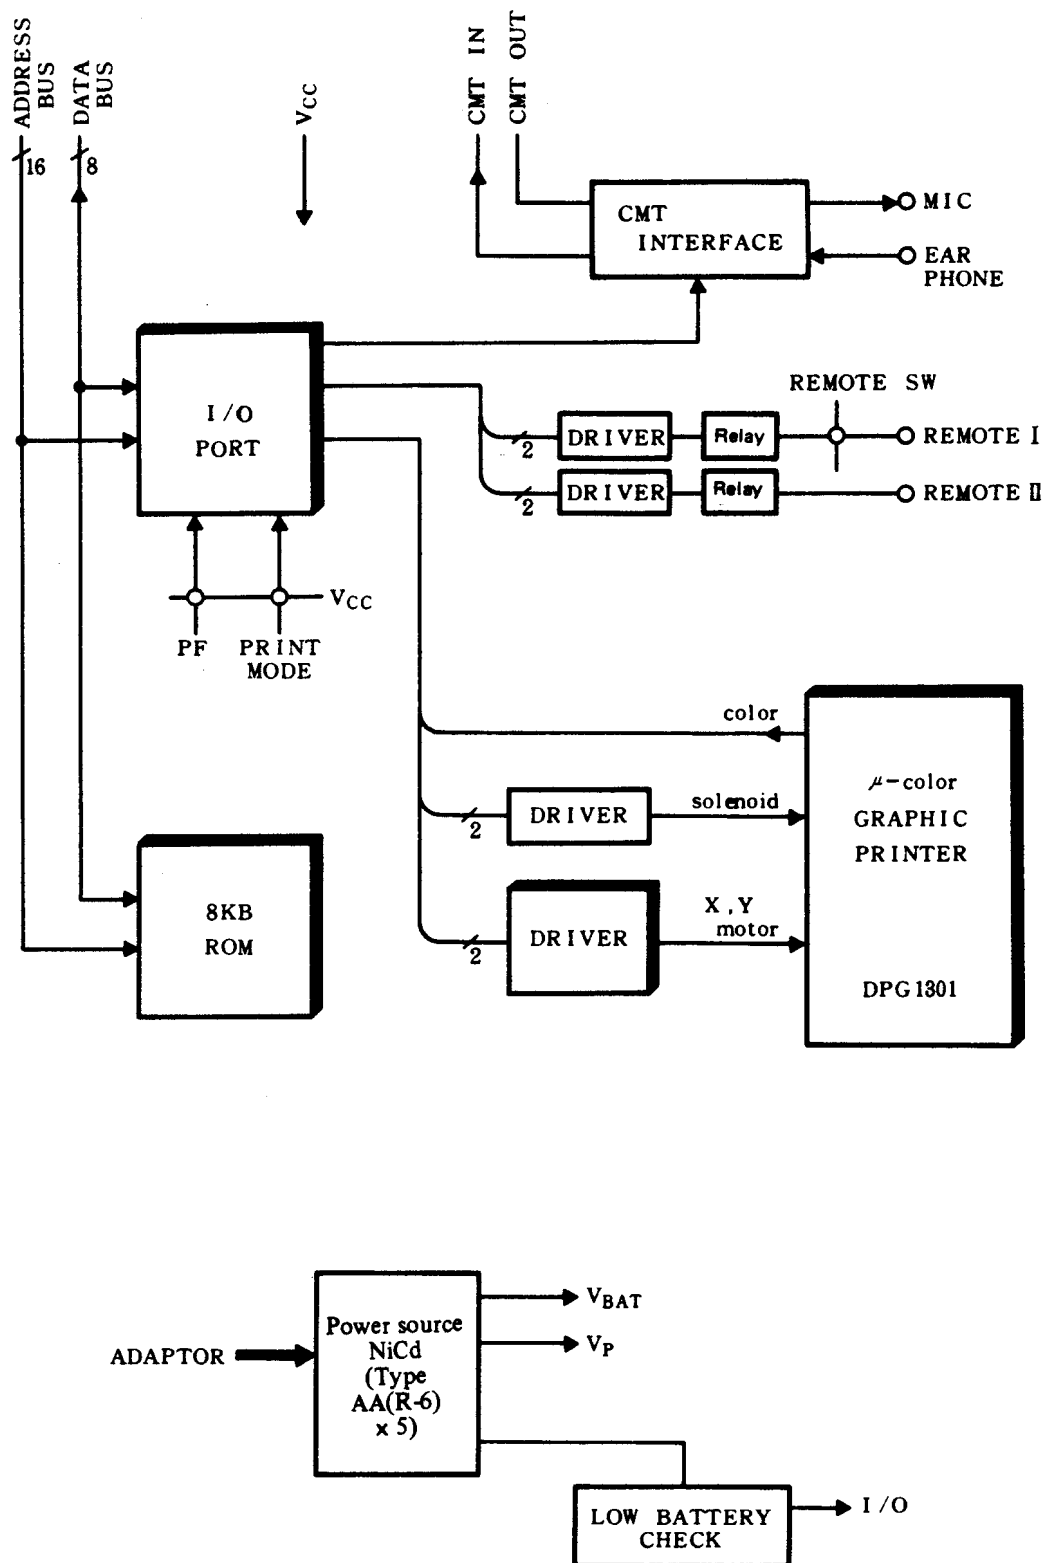 ADDRESS
BUS
DATA
BUS
16
8
VCC
CMT IN
CMT OUT
CMT
INTERFACE
MIC
EAR
PHONE
I/O
PORT
REMOTE SW
2
DRIVER
Relay
REMOTE I
2
DRIVER
Relay
REMOTE II
VCC
PF
PRINT
MODE
color
μ-color
GRAPHIC
PRINTER
DPG1301
solenoid
2
DRIVER
X,Y
motor
2
DRIVER
8KB
ROM
ADAPTOR
Power source
NiCd
(Type
AA(R-6)
x 5)
VBAT
VP
LOW BATTERY
CHECK
I/O